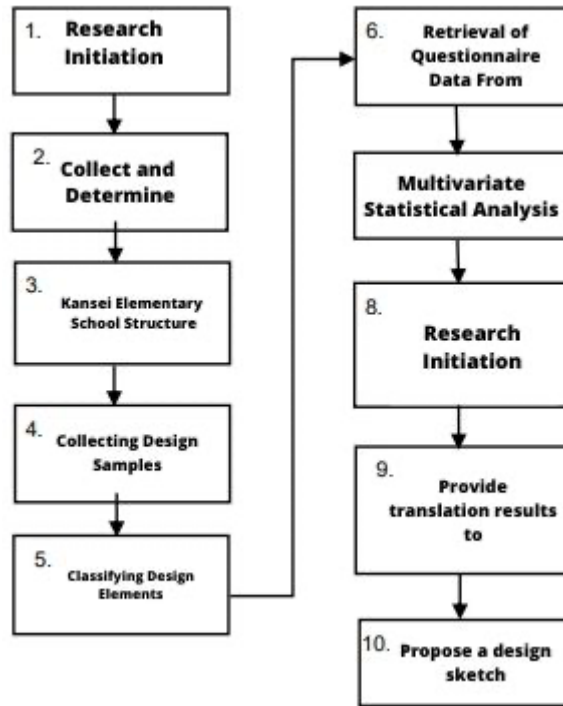 1. Research
Initiation
2. Collect and
Determine
3. Kansei Elementary
School Structure
4. Collecting Design
Samples
5. Classifying Design
Elements
6. Retrieval of
Questionnaire
Data From
Multivariate
Statistical Analysis
8. Research
Initiation
9. Provide
translation results
to
10. Propose a design
sketch